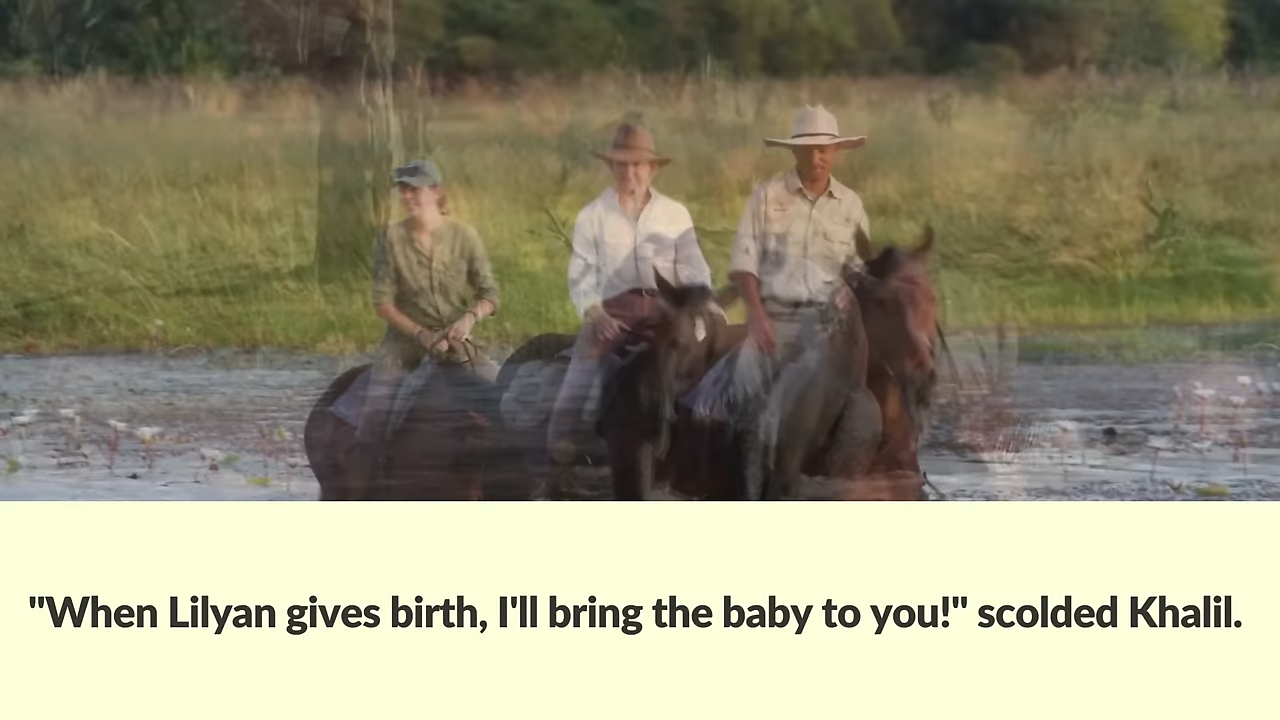 "When Lilyan gives birth, I'll bring the baby to you!" scolded Khalil.